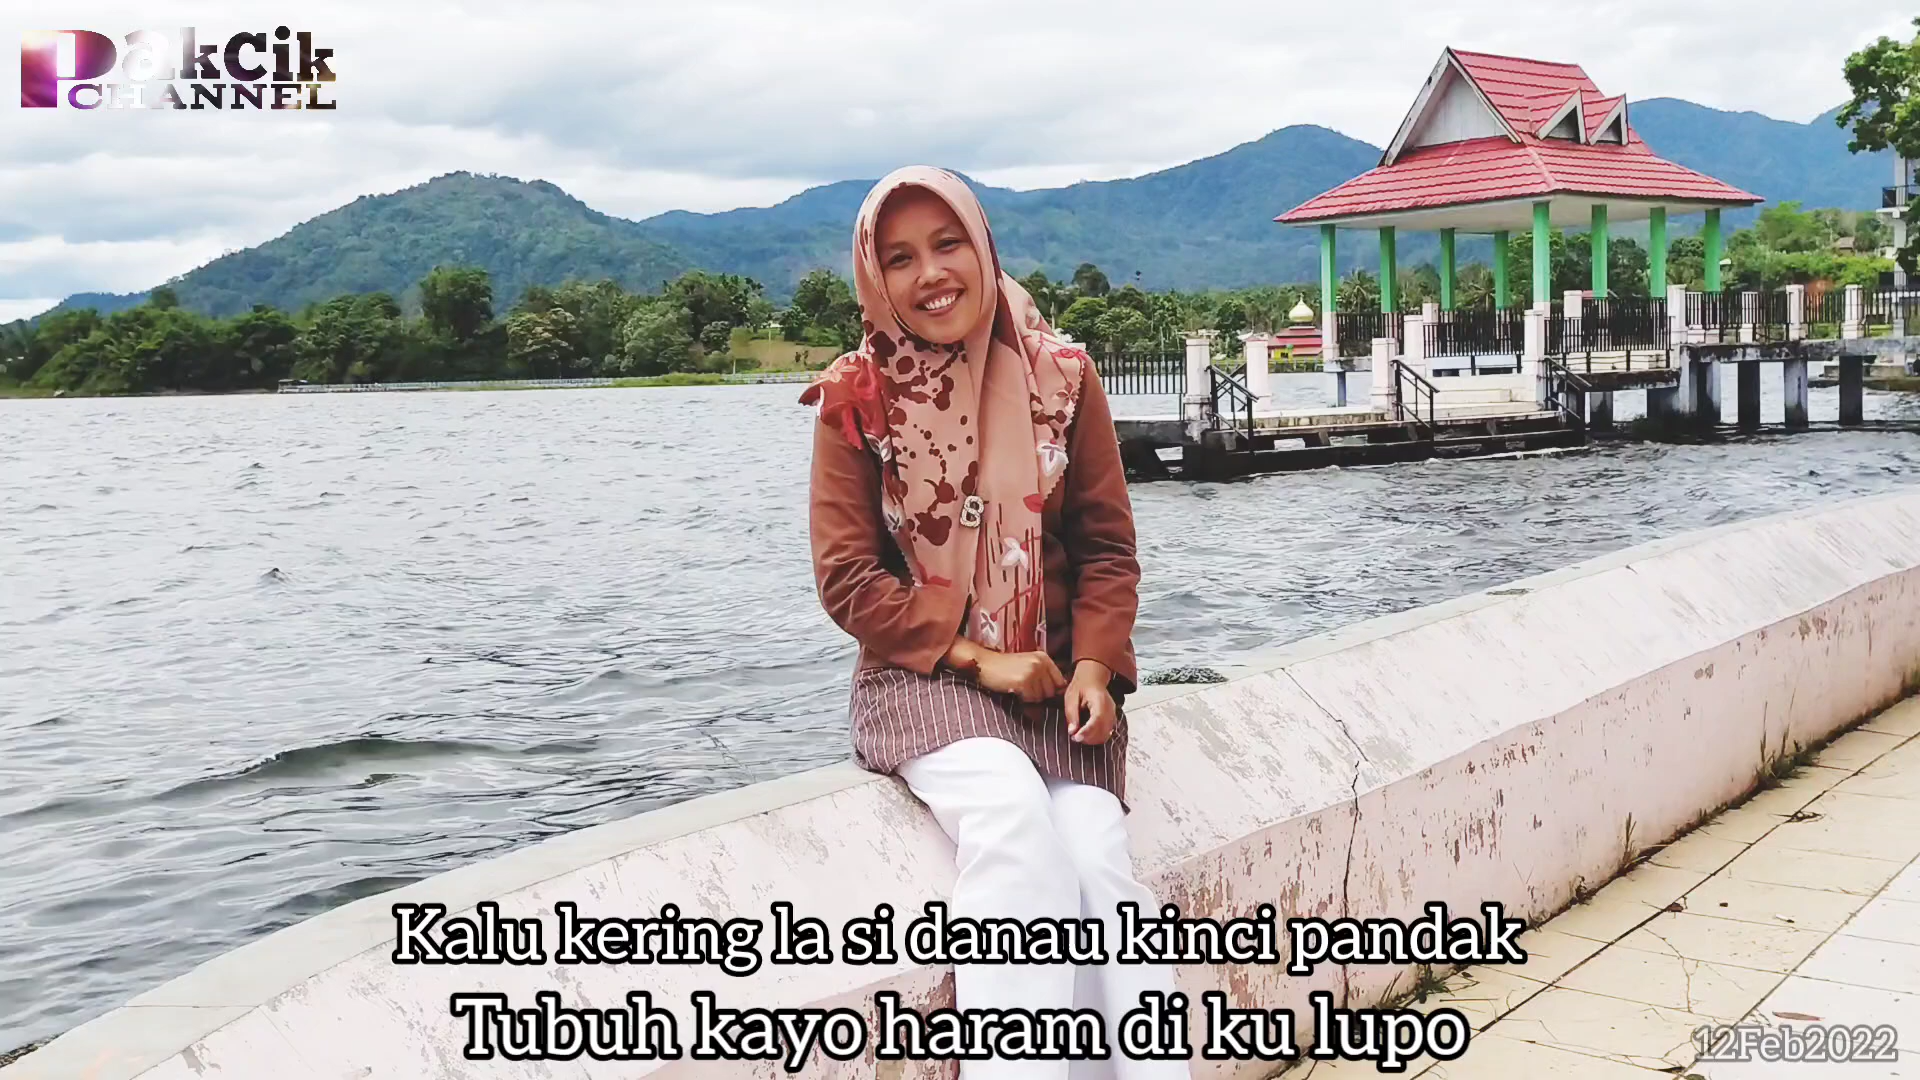 PakCik
CHANNEL
Kalu kering la si danau kinci pandak
Tubuh kayo haram di ku lupo
12Feb2022